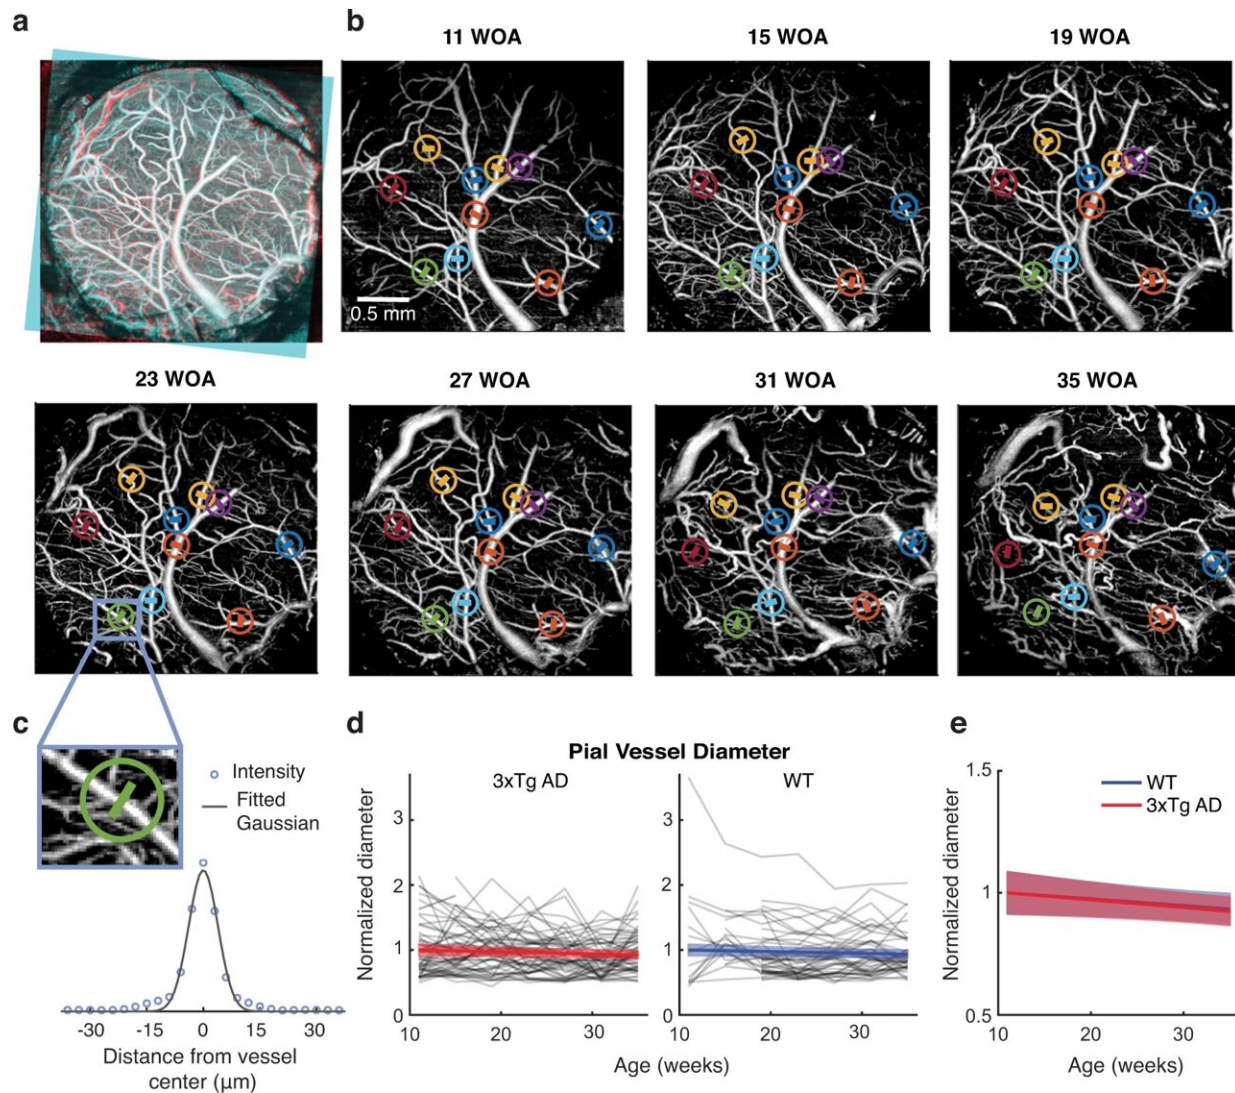 a
b
11 WOA
15 WOA
19 WOA
0.5 mm
23 WOA
27 WOA
31 WOA
35 WOA
c
Intensity
Fitted
Gaussian
-30 -15 0 15 30
Distance from vessel
center (μm)
d
Pial Vessel Diameter
3xTg AD
WT
Normalized diameter
3
2
1
0
10 20 30
Normalized diameter
3
2
1
0
10 20 30
Age (weeks)
e
WT
3xTg AD
Normalized diameter
1.5
1
0.5
10 20 30
Age (weeks)